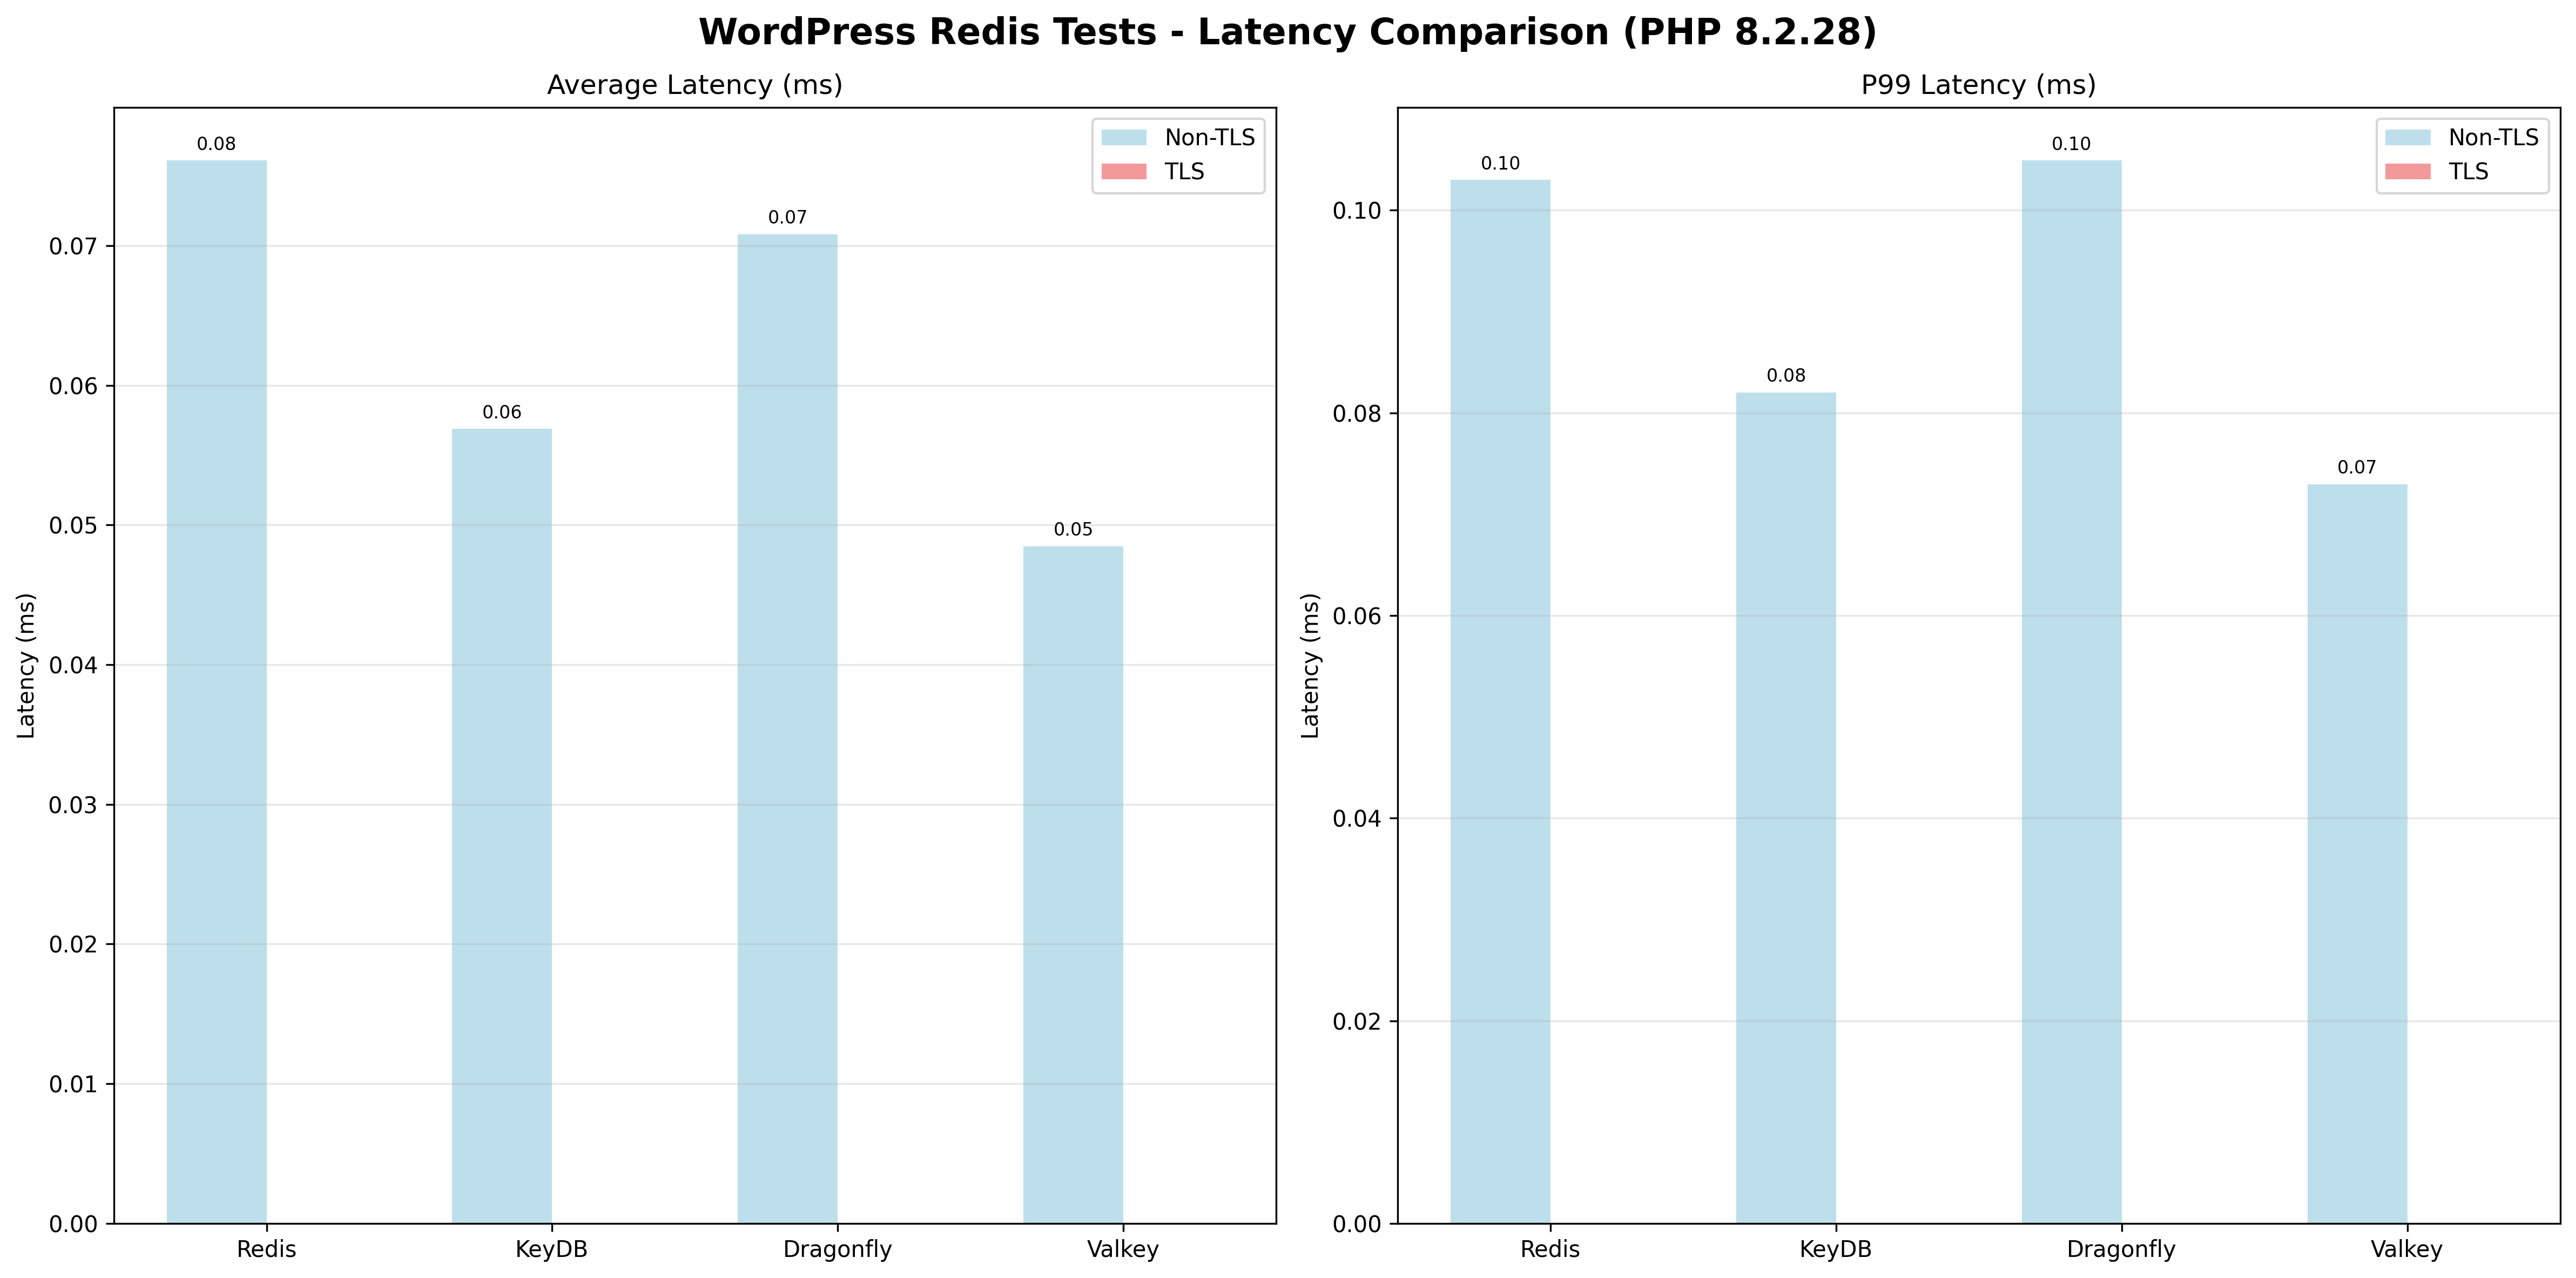 WordPress Redis Tests - Latency Comparison (PHP 8.2.28)
Average Latency (ms)
Non-TLS
TLS
0.08
0.06
0.07
0.05
0.07
0.06
0.05
0.04
0.03
0.02
0.01
0.00
Latency (ms)
Redis
KeyDB
Dragonfly
Valkey
P99 Latency (ms)
Non-TLS
TLS
0.10
0.08
0.10
0.07
0.10
0.08
0.06
0.04
0.02
0.00
Latency (ms)
Redis
KeyDB
Dragonfly
Valkey